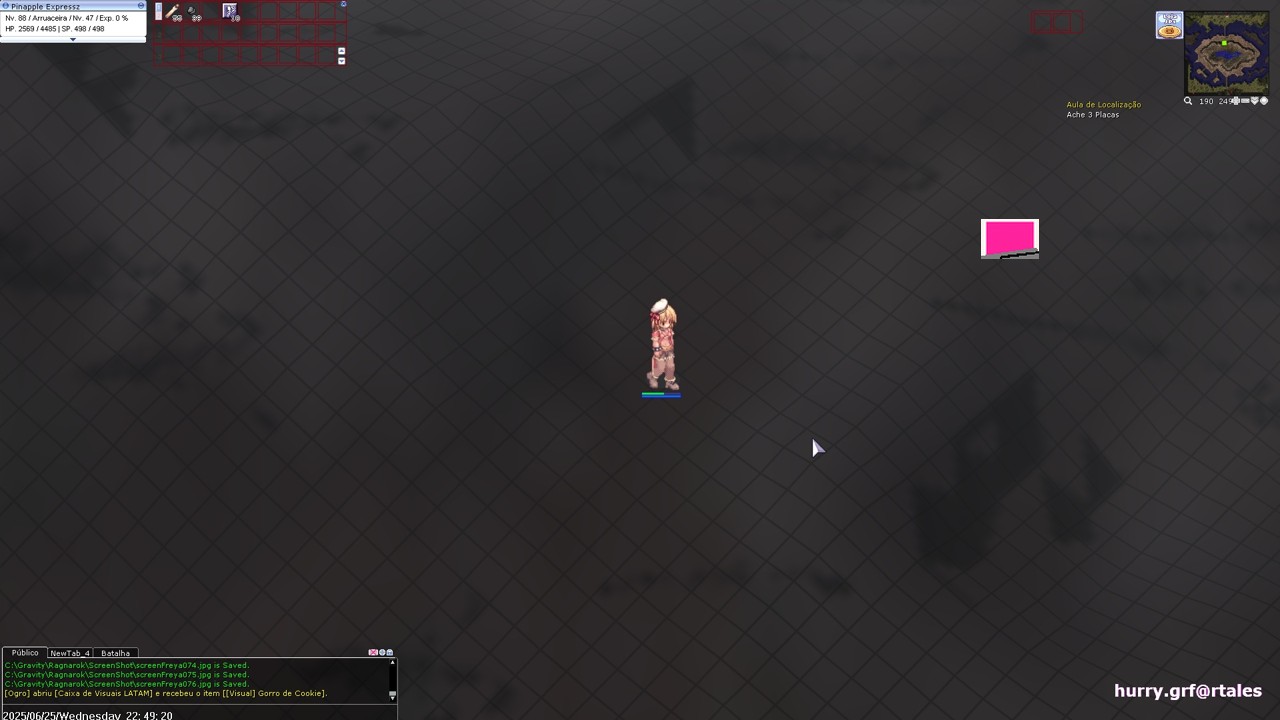 Pinapple Expressz
Nv. 88 / Arruaceira / Nv. 47 / Exp. 0 %
HP. 2569 / 4485 | SP. 498 / 498
55 99 10
190 249
Aula de Localização
Ache 3 Placas
Público NewTab_4 Batalha
C:\Gravity\Ragnarok\ScreenShot\screenFreya074.jpg is Saved.
C:\Gravity\Ragnarok\ScreenShot\screenFreya075.jpg is Saved.
C:\Gravity\Ragnarok\ScreenShot\screenFreya076.jpg is Saved.
[Ogro] abriu [Caixa de Visuais LATAM] e recebeu o item [[Visual] Gorro de Cookie].
2025/06/25/Wednesday 22: 49: 20
hurry.grf@rtales